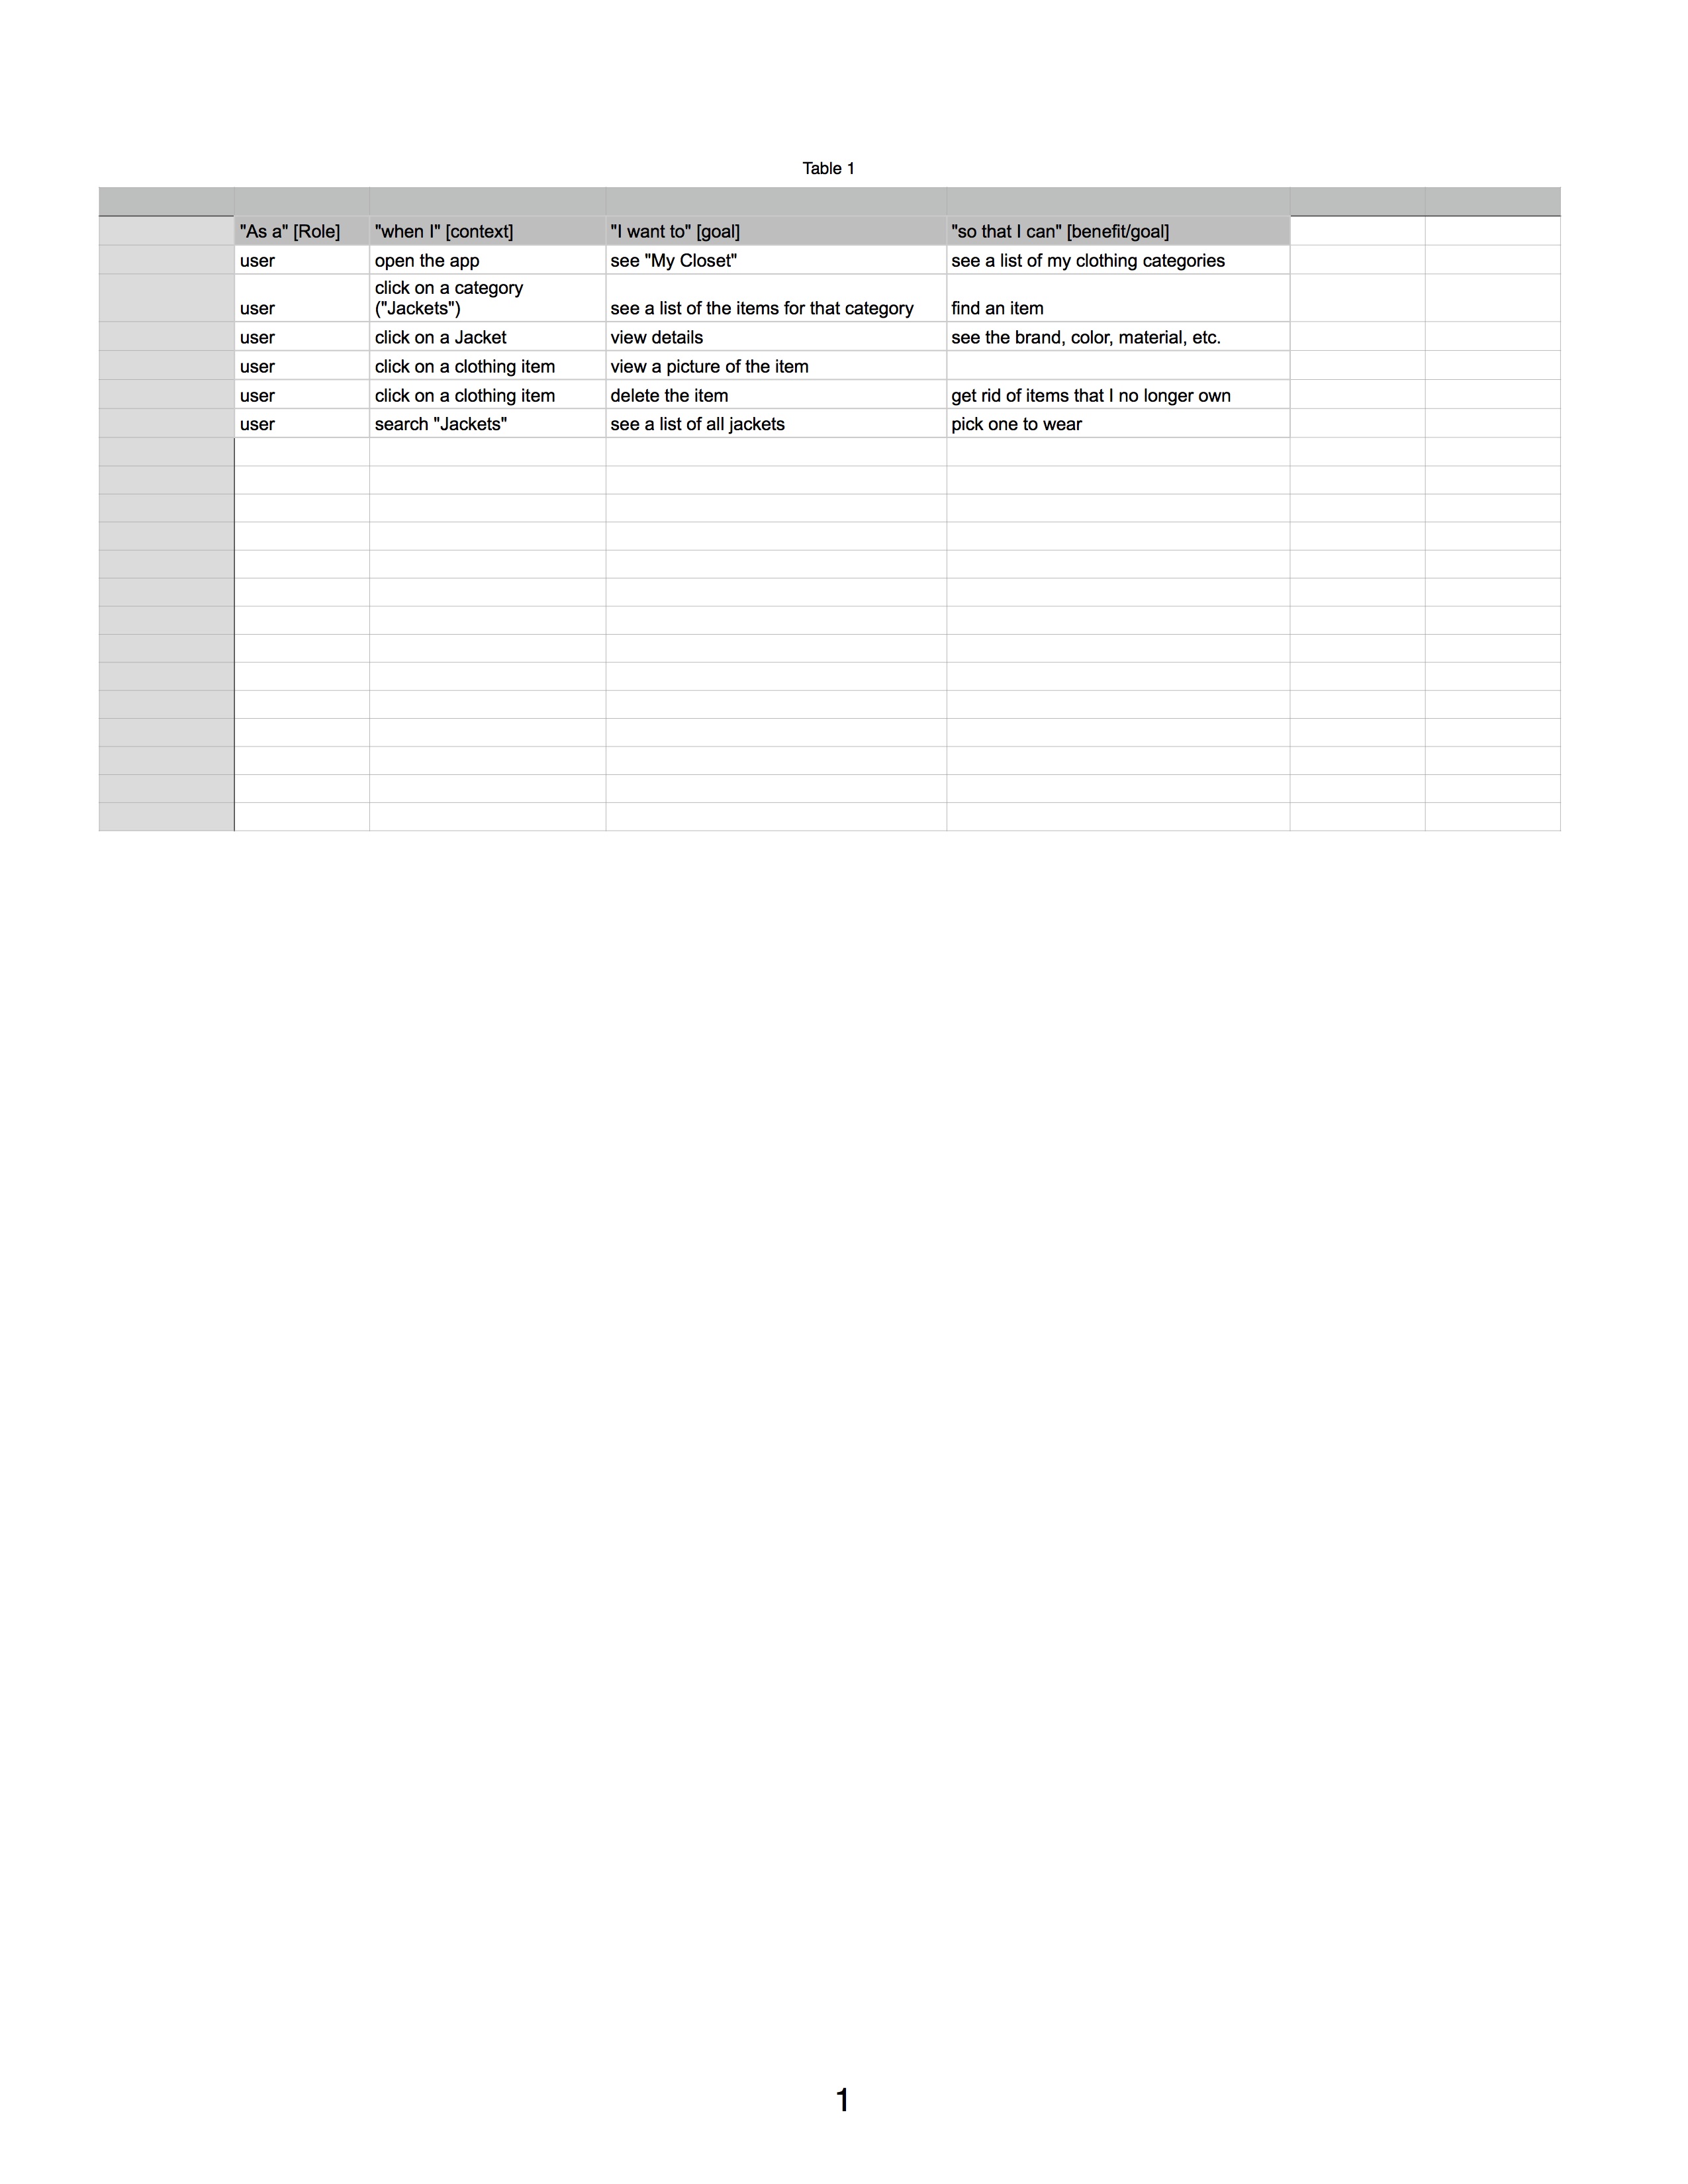 Table 1
"As a" [Role] "when I" [context] "I want to" [goal] "so that I can" [benefit/goal]
user open the app see "My Closet" see a list of my clothing categories
click on a category
user ("Jackets") see a list of the items for that category find an item
user click on a Jacket view details see the brand, color, material, etc.
user click on a clothing item view a picture of the item
user click on a clothing item delete the item get rid of items that I no longer own
user search "Jackets" see a list of all jackets pick one to wear
1